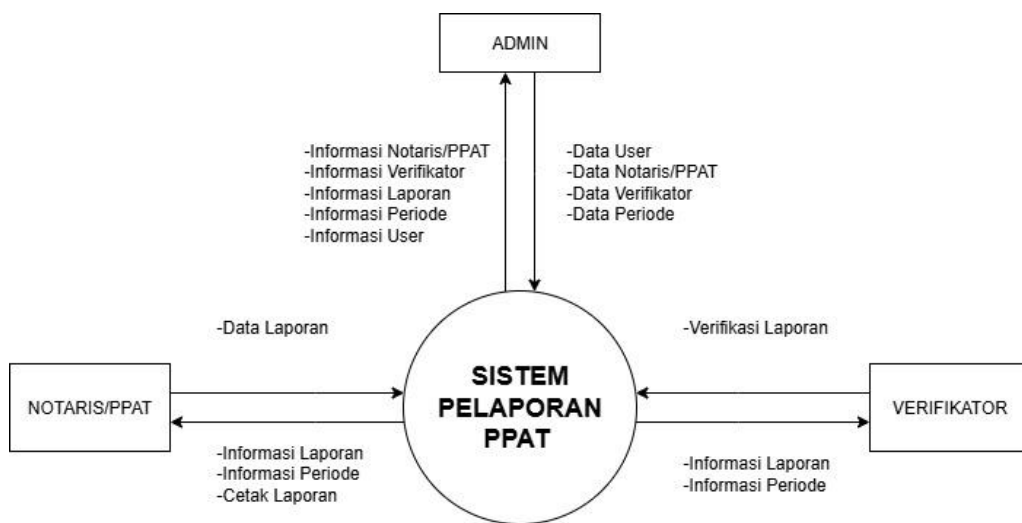 ADMIN
-Informasi Notaris/PPAT
-Informasi Verifikator
-Informasi Laporan
-Informasi Periode
-Informasi User
-Data User
-Data Notaris/PPAT
-Data Verifikator
-Data Periode
-Data Laporan
-Verifikasi Laporan
NOTARIS/PPAT
SISTEM
PELAPORAN
PPAT
VERIFIKATOR
-Informasi Laporan
-Informasi Periode
-Cetak Laporan
-Informasi Laporan
-Informasi Periode